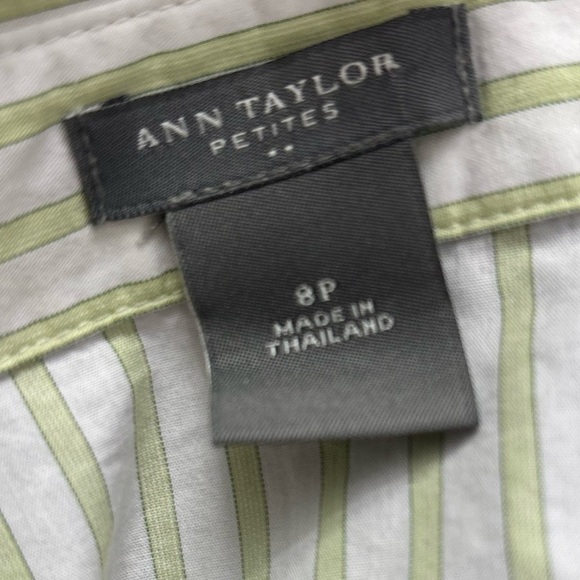 ANN TAYLOR
PETITES
8P
MADE IN
THAILAND